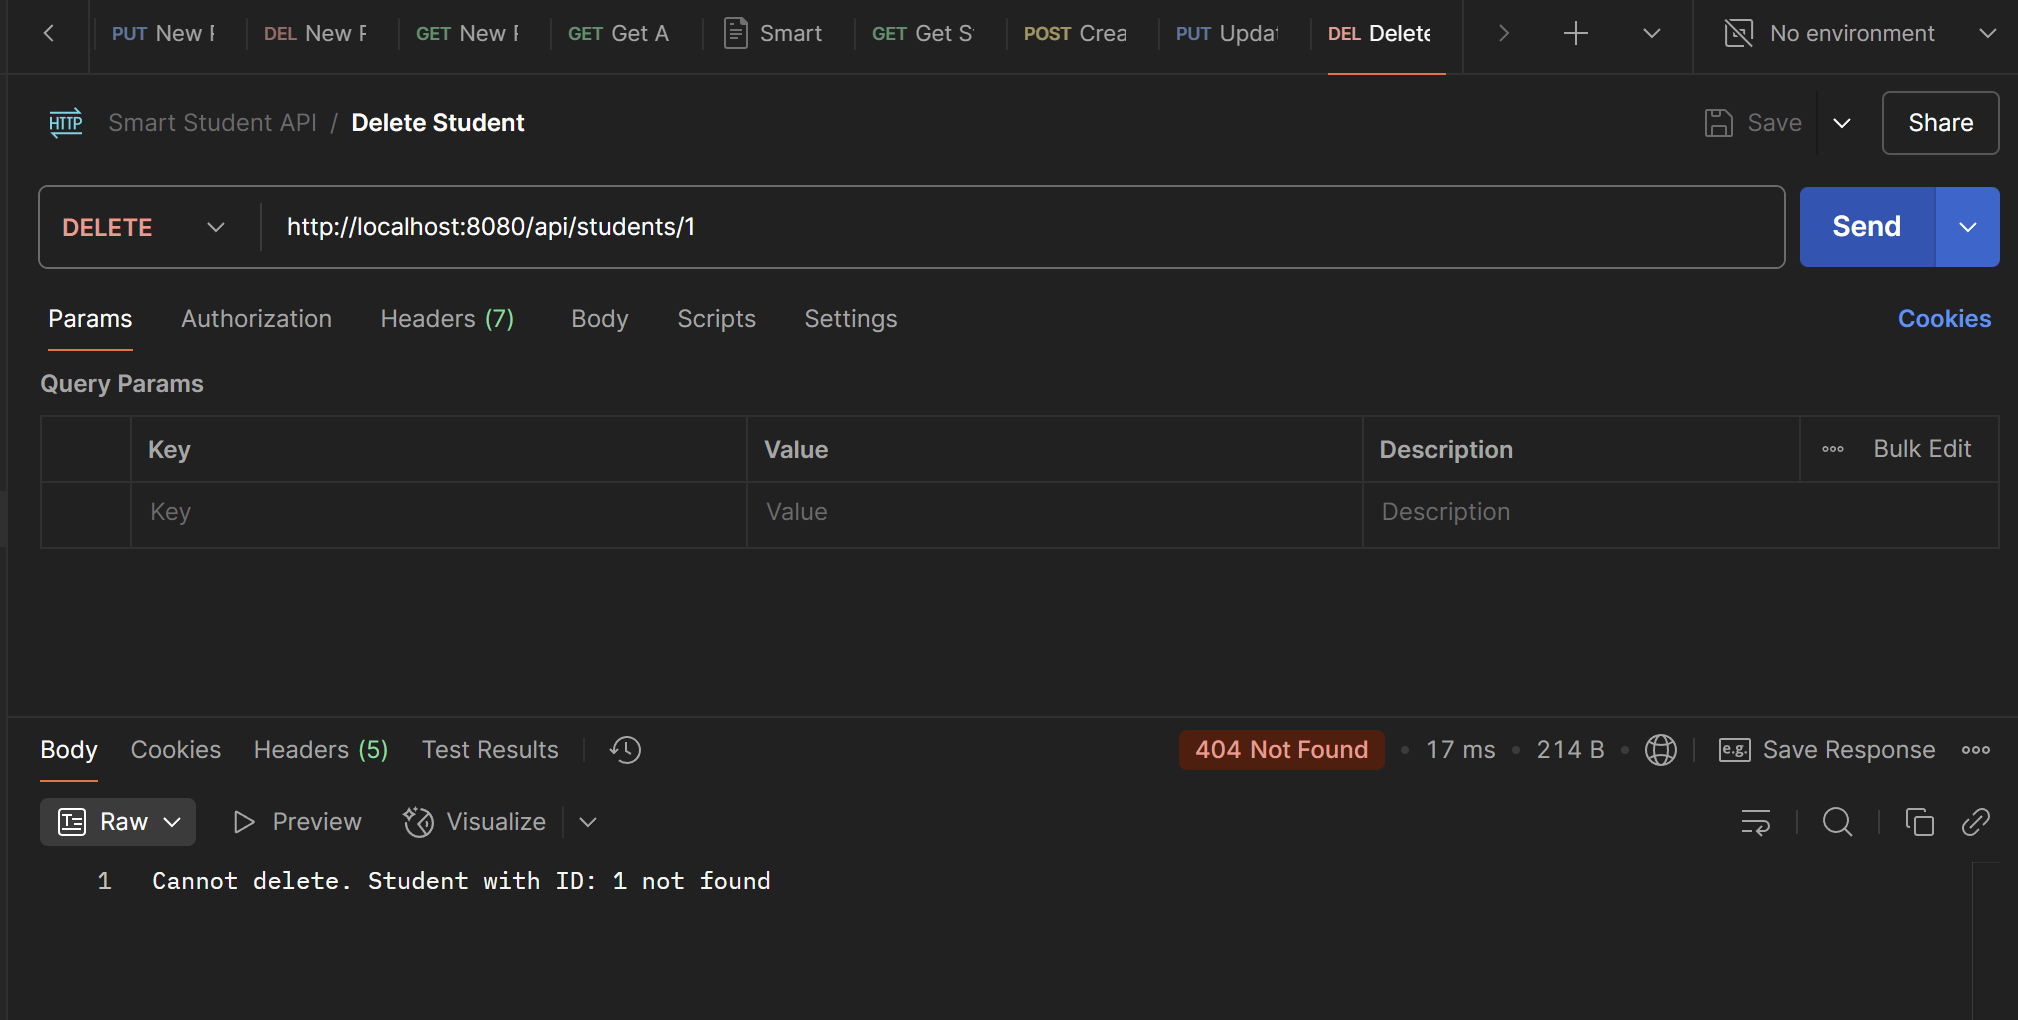 PUT New F DEL New F GET New F GET Get A Smart GET Get S POST Crea PUT Updat DEL Delete No environment
HTTP Smart Student API / Delete Student Save Share
DELETE http://localhost:8080/api/students/1 Send
Params Authorization Headers (7) Body Scripts Settings Cookies
Query Params
Key Value Description Bulk Edit
Key Value Description
Body Cookies Headers (5) Test Results 404 Not Found • 17 ms • 214 B • e.g. Save Response
Raw Preview Visualize
1 Cannot delete. Student with ID: 1 not found